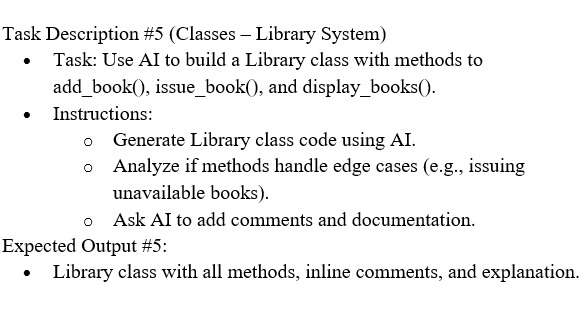 Task Description #5 (Classes – Library System)
• Task: Use AI to build a Library class with methods to
add_book(), issue_book(), and display_books().
• Instructions:
o Generate Library class code using AI.
o Analyze if methods handle edge cases (e.g., issuing
unavailable books).
o Ask AI to add comments and documentation.
Expected Output #5:
• Library class with all methods, inline comments, and explanation.